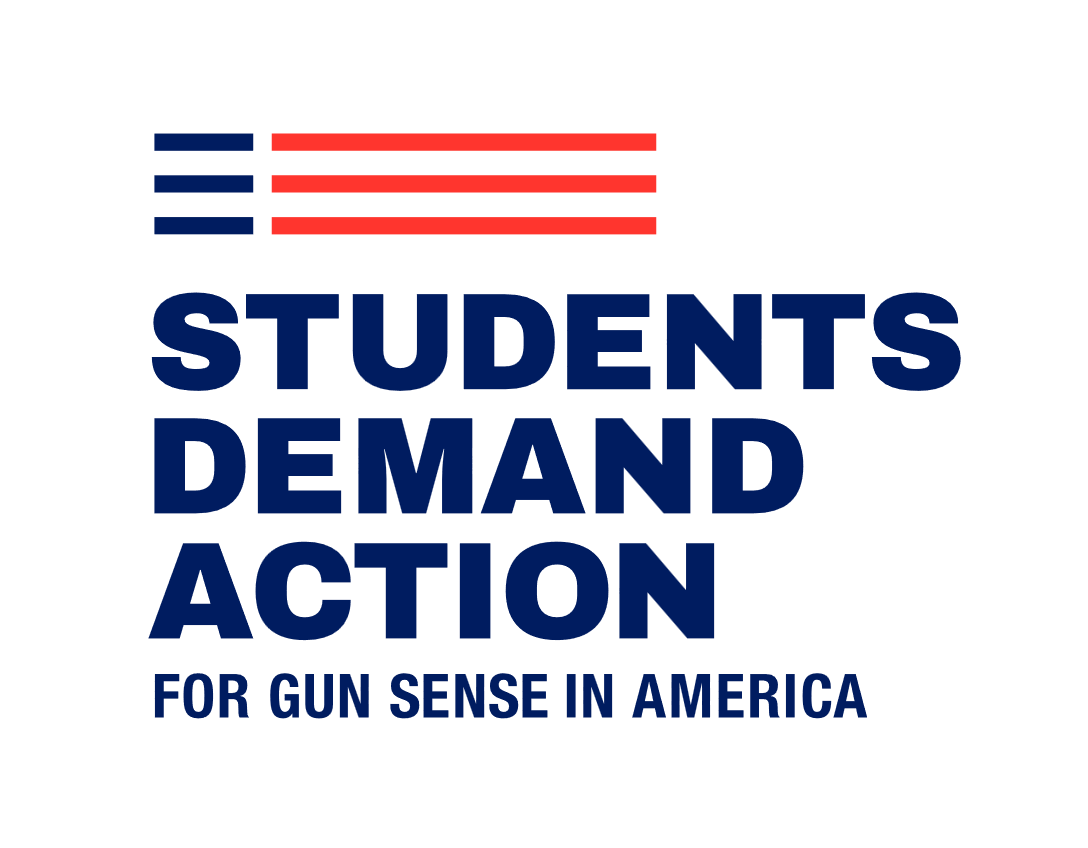 STUDENTS
DEMAND
ACTION
FOR GUN SENSE IN AMERICA